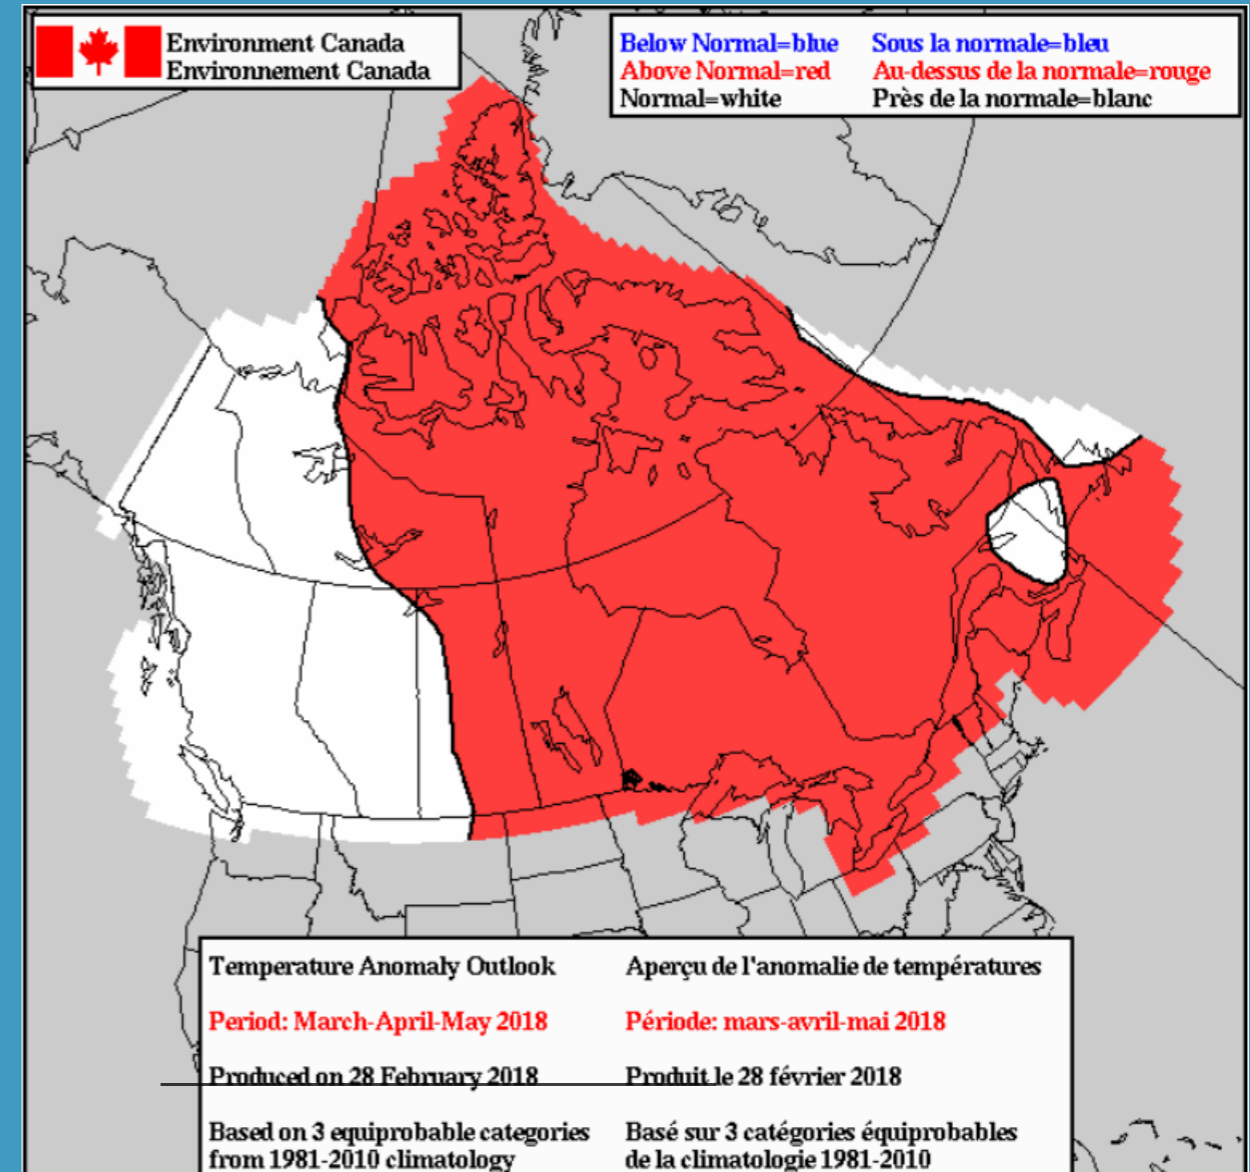 Environment Canada
Environnement Canada
Below Normal=blue
Above Normal=red
Normal=white
Sous la normale=bleu
Au-dessus de la normale=rouge
Près de la normale=blanc
Temperature Anomaly Outlook
Period: March-April-May 2018
Produced on 28 February 2018
Based on 3 equiprobable categories
from 1981-2010 climatology
Aperçu de l'anomalie de températures
Période: mars-avril-mai 2018
Produit le 28 février 2018
Basé sur 3 catégories équiprobables
de la climatologie 1981-2010